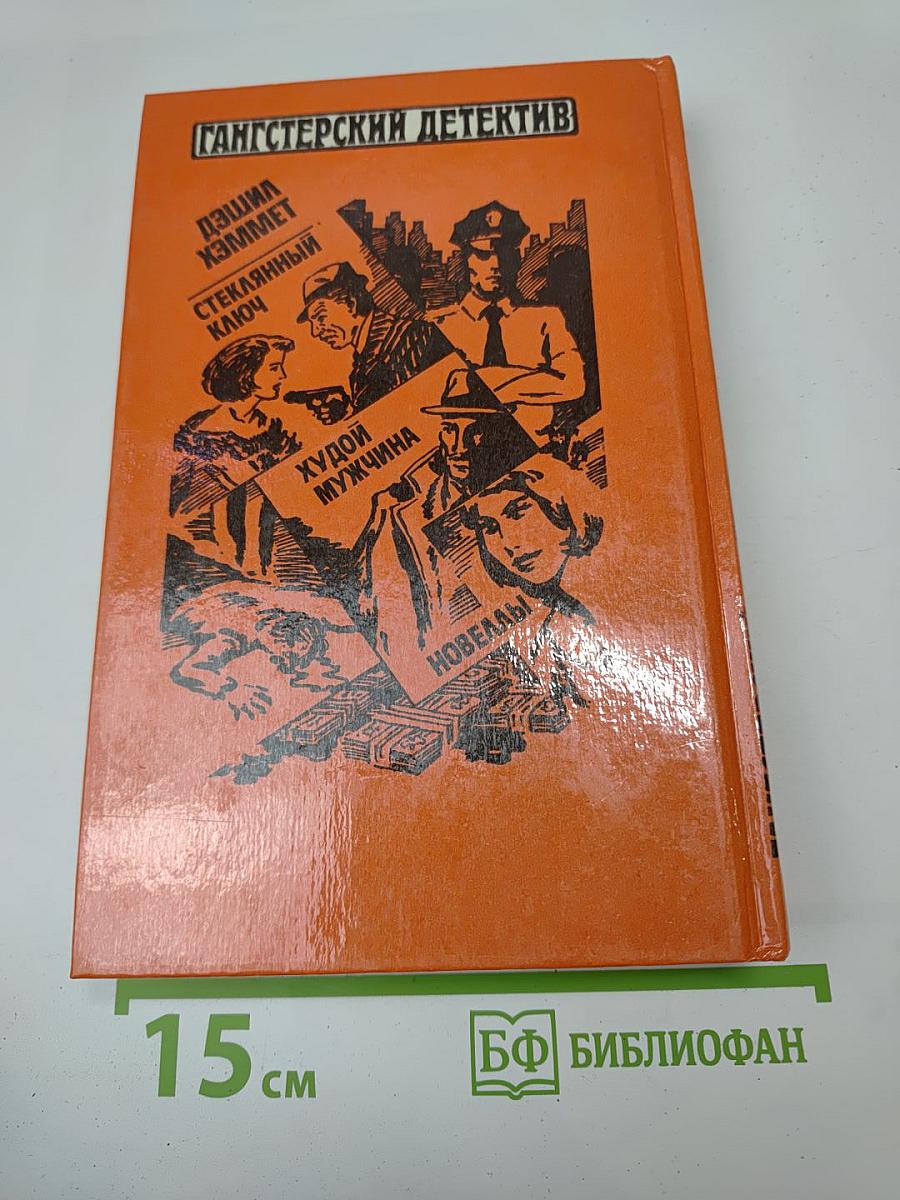 ГАНГСТЕРСКИЙ ДЕТЕКТИВ
ДЭШИЛ
ХЭММЕТ
СТЕКЛЯННЫЙ
КЛЮЧ
ХУДОЙ
МУЖЧИНА
НОВЕЛЛЫ
15 см
БФ БИБЛИОФАН